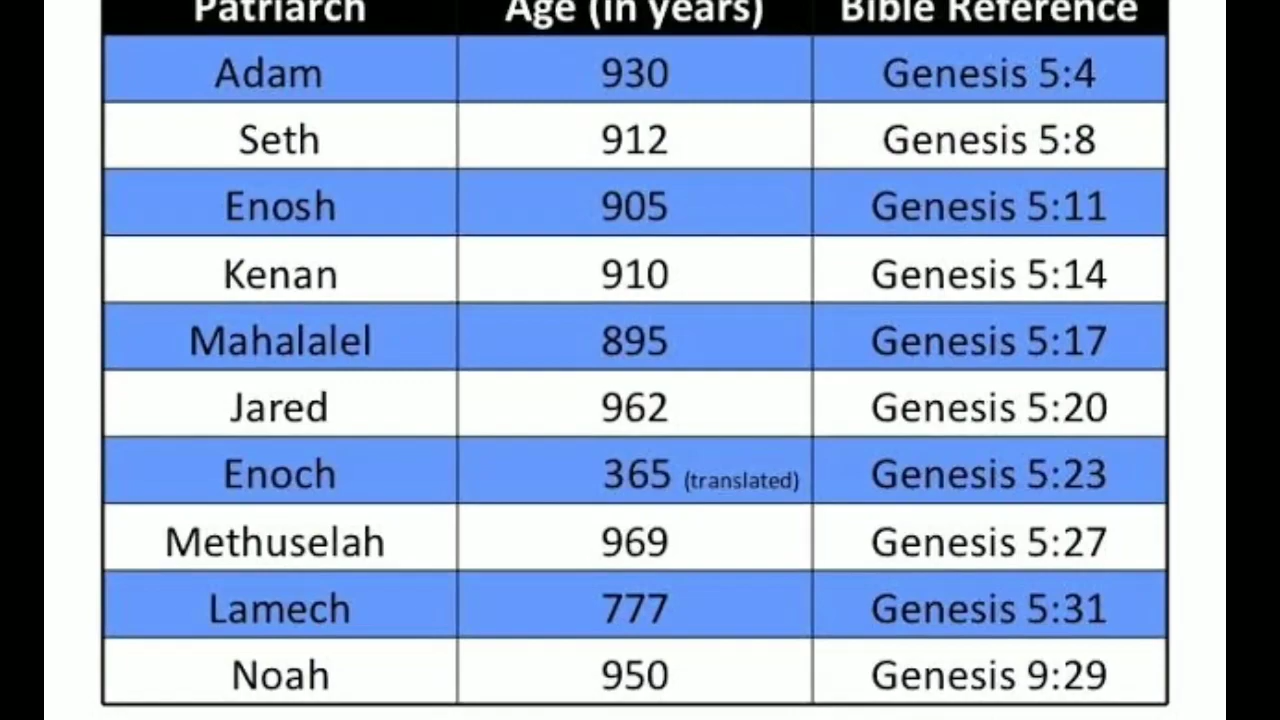 Patriarch Age (in years) Bible Reference
Adam 930 Genesis 5:4
Seth 912 Genesis 5:8
Enosh 905 Genesis 5:11
Kenan 910 Genesis 5:14
Mahalalel 895 Genesis 5:17
Jared 962 Genesis 5:20
Enoch 365 (translated) Genesis 5:23
Methuselah 969 Genesis 5:27
Lamech 777 Genesis 5:31
Noah 950 Genesis 9:29